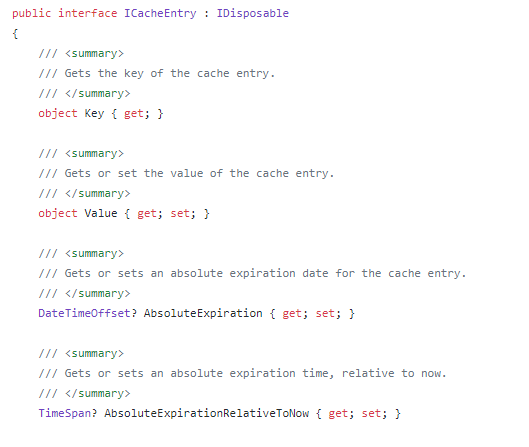 public interface ICacheEntry : IDisposable
{
    /// <summary>
    /// Gets the key of the cache entry.
    /// </summary>
    object Key { get; }

    /// <summary>
    /// Gets or set the value of the cache entry.
    /// </summary>
    object Value { get; set; }

    /// <summary>
    /// Gets or sets an absolute expiration date for the cache entry.
    /// </summary>
    DateTimeOffset? AbsoluteExpiration { get; set; }

    /// <summary>
    /// Gets or sets an absolute expiration time, relative to now.
    /// </summary>
    TimeSpan? AbsoluteExpirationRelativeToNow { get; set; }